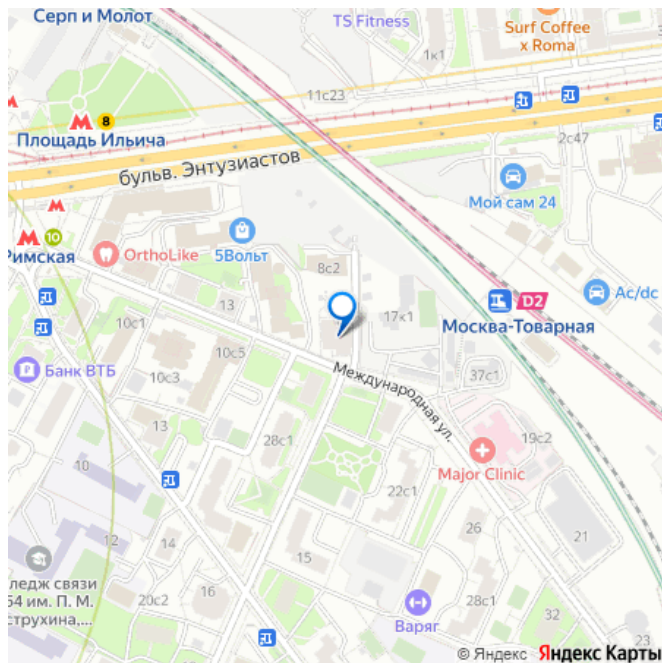 Серп и Молот
TS Fitness
Surf Coffee
x Roma
1к1
11с23
М 8
Площадь Ильича
2с47
бульв. Энтузиастов
Мой сам 24
М
М 10
Римская
OrthoLike
5Вольт
8с2
Ac/dc
13
17к1
D2
Москва-Товарная
10с1
10с5
Банк ВТБ
10с3
Международная ул.
37с1
13
28с1
19с2
Major Clinic
10
22с1
14
26
21
15
ледж связи
54 им. П. М.
струхина,...
16
20с2
28с1
32
Варяг
23
© Яндекс Яндекс Карты